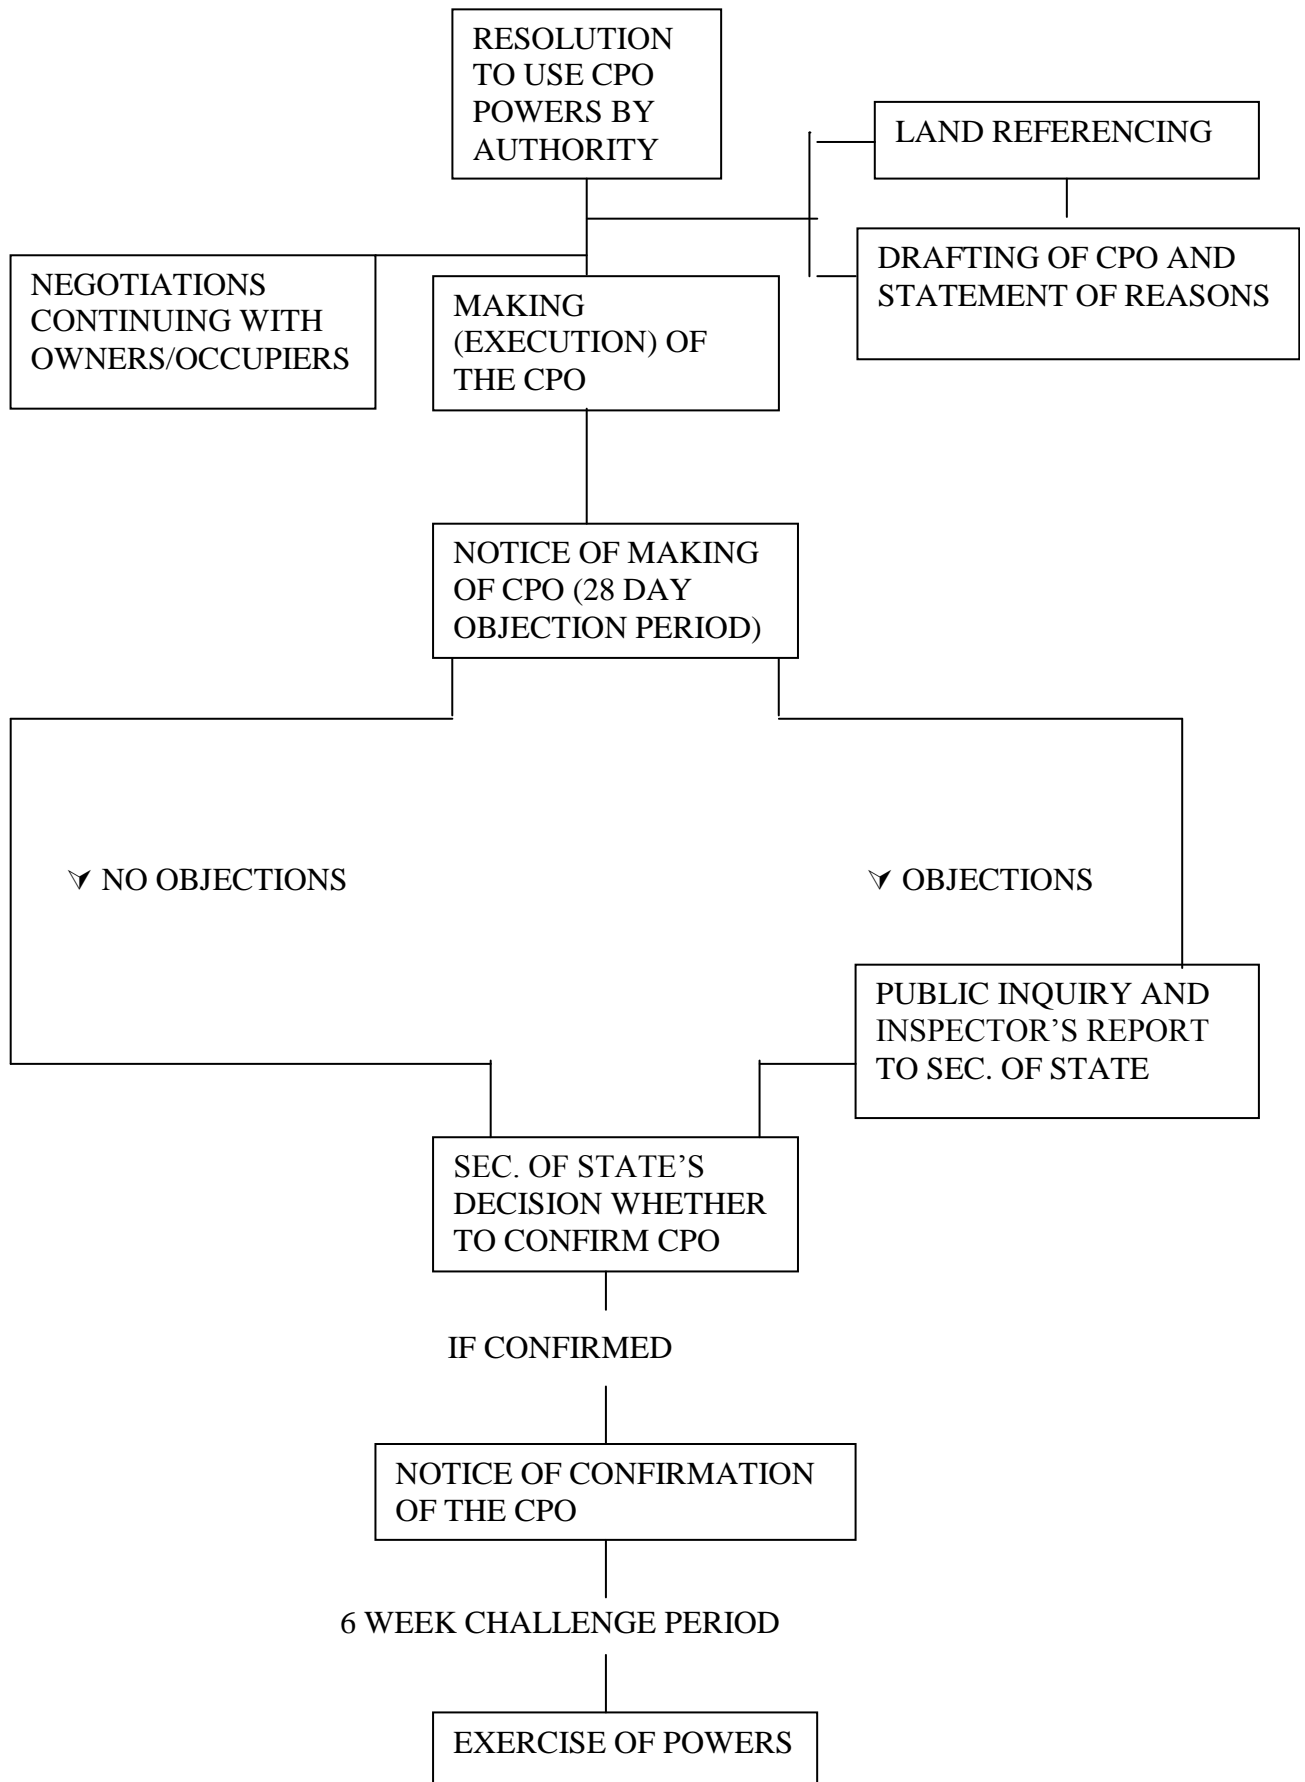 RESOLUTION
TO USE CPO
POWERS BY
AUTHORITY
LAND REFERENCING
DRAFTING OF CPO AND
STATEMENT OF REASONS
NEGOTIATIONS
CONTINUING WITH
OWNERS/OCCUPIERS
MAKING
(EXECUTION) OF
THE CPO
NOTICE OF MAKING
OF CPO (28 DAY
OBJECTION PERIOD)
NO OBJECTIONS
OBJECTIONS
PUBLIC INQUIRY AND
INSPECTOR’S REPORT
TO SEC. OF STATE
SEC. OF STATE’S
DECISION WHETHER
TO CONFIRM CPO
IF CONFIRMED
NOTICE OF CONFIRMATION
OF THE CPO
6 WEEK CHALLENGE PERIOD
EXERCISE OF POWERS